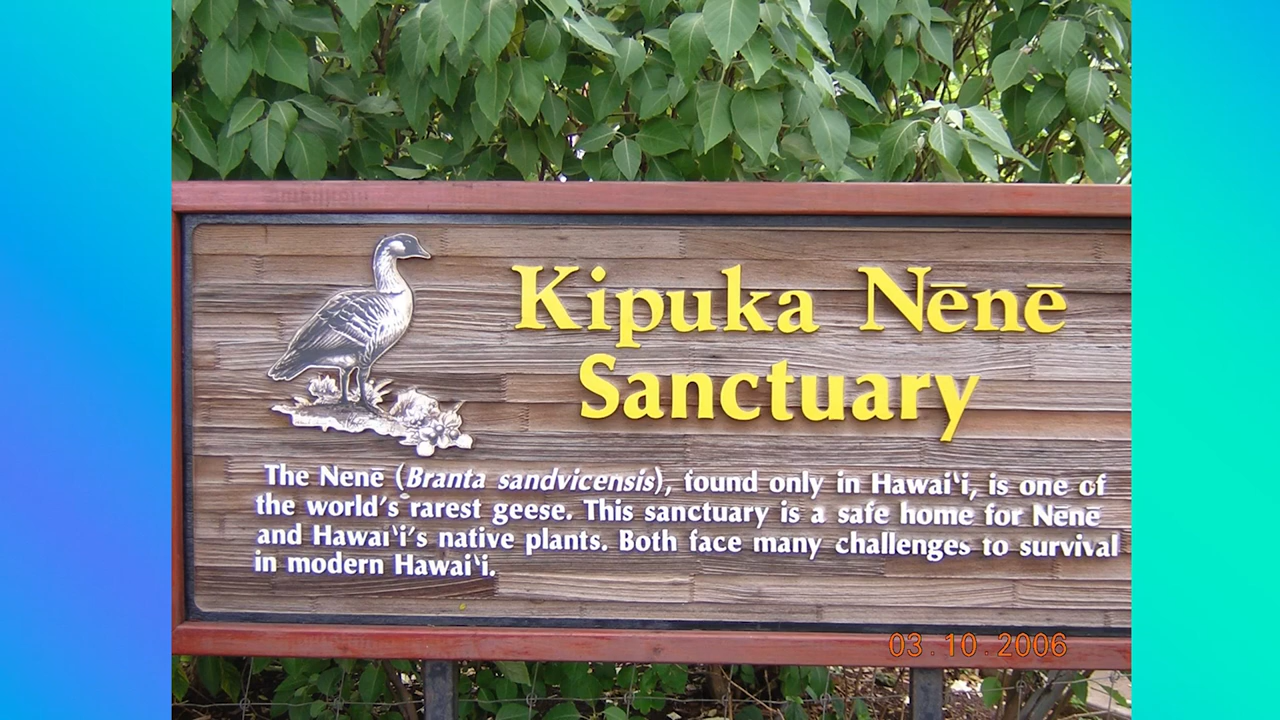 Kipuka Nēnē
Sanctuary
The Nenē (Branta sandvicensis), found only in Hawaiʻi, is one of
the world's rarest geese. This sanctuary is a safe home for Nēnē
and Hawaiʻi's native plants. Both face many challenges to survival
in modern Hawaiʻi.
03.10.2006